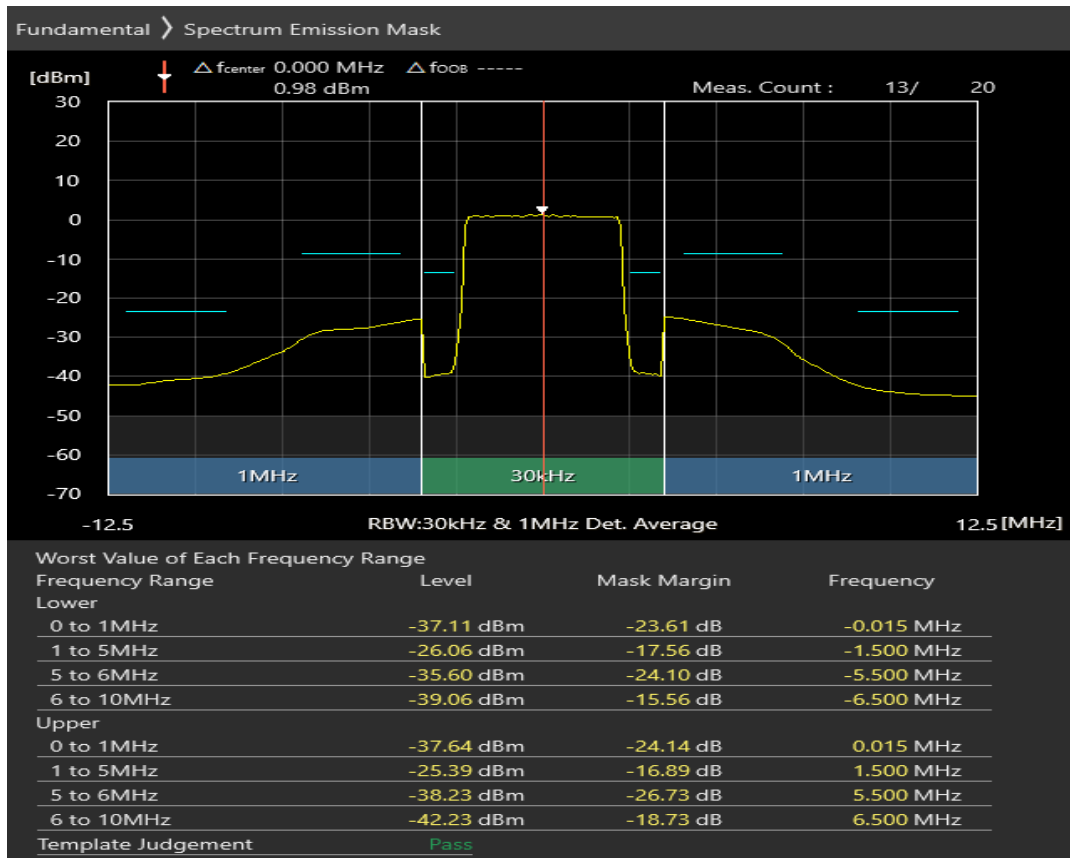 Fundamental ❯ Spectrum Emission Mask
[dBm] △ fcenter 0.000 MHz △ fOOB -----
0.98 dBm Meas. Count : 13/ 20
30
20
10
0
-10
-20
-30
-40
-50
-60
-70
1MHz 30kHz 1MHz
-12.5 RBW:30kHz & 1MHz Det. Average 12.5 [MHz]
Worst Value of Each Frequency Range
Frequency Range Level Mask Margin Frequency
Lower
0 to 1MHz -37.11 dBm -23.61 dB -0.015 MHz
1 to 5MHz -26.06 dBm -17.56 dB -1.500 MHz
5 to 6MHz -35.60 dBm -24.10 dB -5.500 MHz
6 to 10MHz -39.06 dBm -15.56 dB -6.500 MHz
Upper
0 to 1MHz -37.64 dBm -24.14 dB 0.015 MHz
1 to 5MHz -25.39 dBm -16.89 dB 1.500 MHz
5 to 6MHz -38.23 dBm -26.73 dB 5.500 MHz
6 to 10MHz -42.23 dBm -18.73 dB 6.500 MHz
Template Judgement Pass